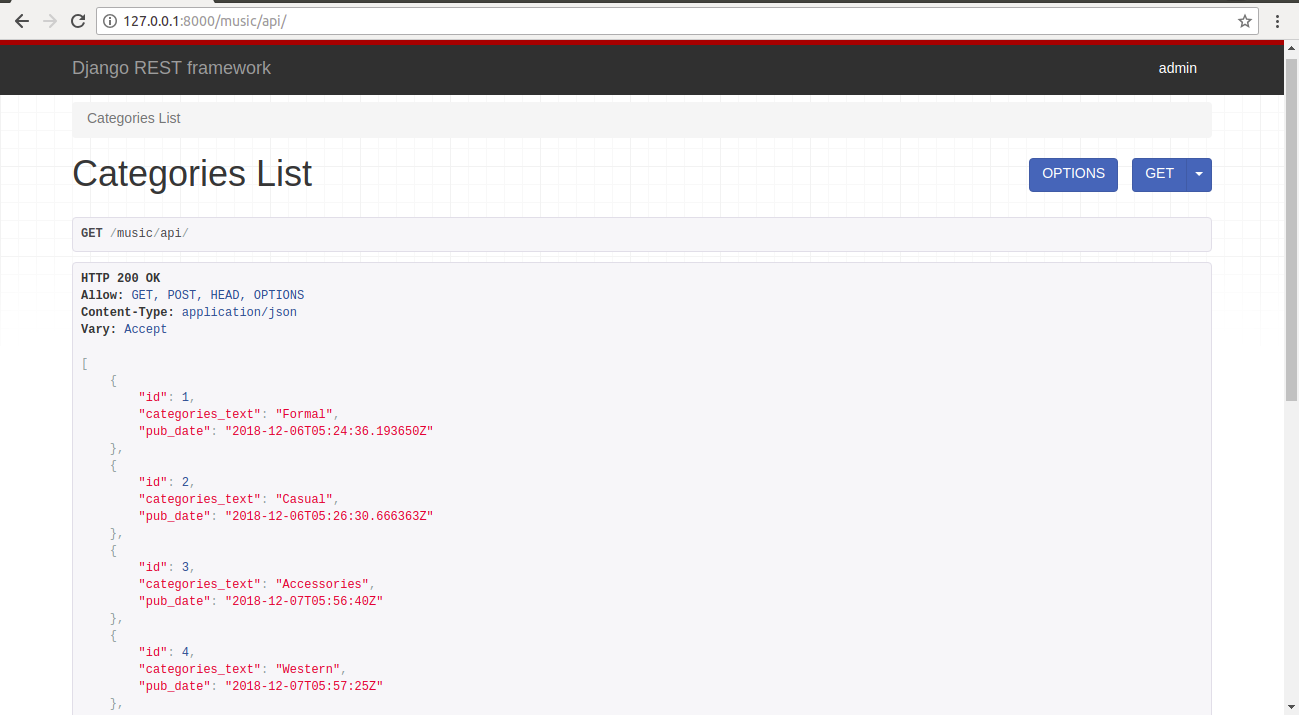 127.0.0.1:8000/music/api/
Django REST framework
admin
Categories List
Categories List
OPTIONS
GET
GET /music/api/
HTTP 200 OK
Allow: GET, POST, HEAD, OPTIONS
Content-Type: application/json
Vary: Accept
[
    {
        "id": 1,
        "categories_text": "Formal",
        "pub_date": "2018-12-06T05:24:36.193650Z"
    },
    {
        "id": 2,
        "categories_text": "Casual",
        "pub_date": "2018-12-06T05:26:30.666363Z"
    },
    {
        "id": 3,
        "categories_text": "Accessories",
        "pub_date": "2018-12-07T05:56:40Z"
    },
    {
        "id": 4,
        "categories_text": "Western",
        "pub_date": "2018-12-07T05:57:25Z"
    },